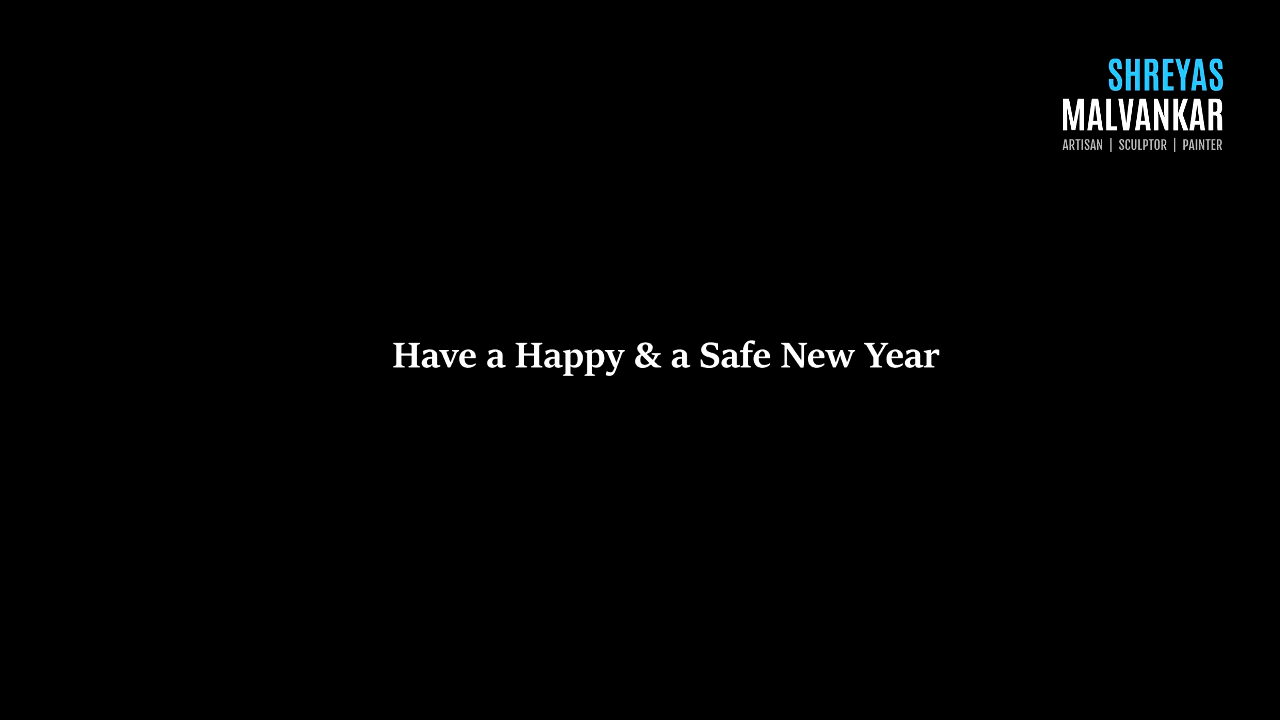 SHREYAS
MALVANKAR
ARTISAN | SCULPTOR | PAINTER
Have a Happy & a Safe New Year